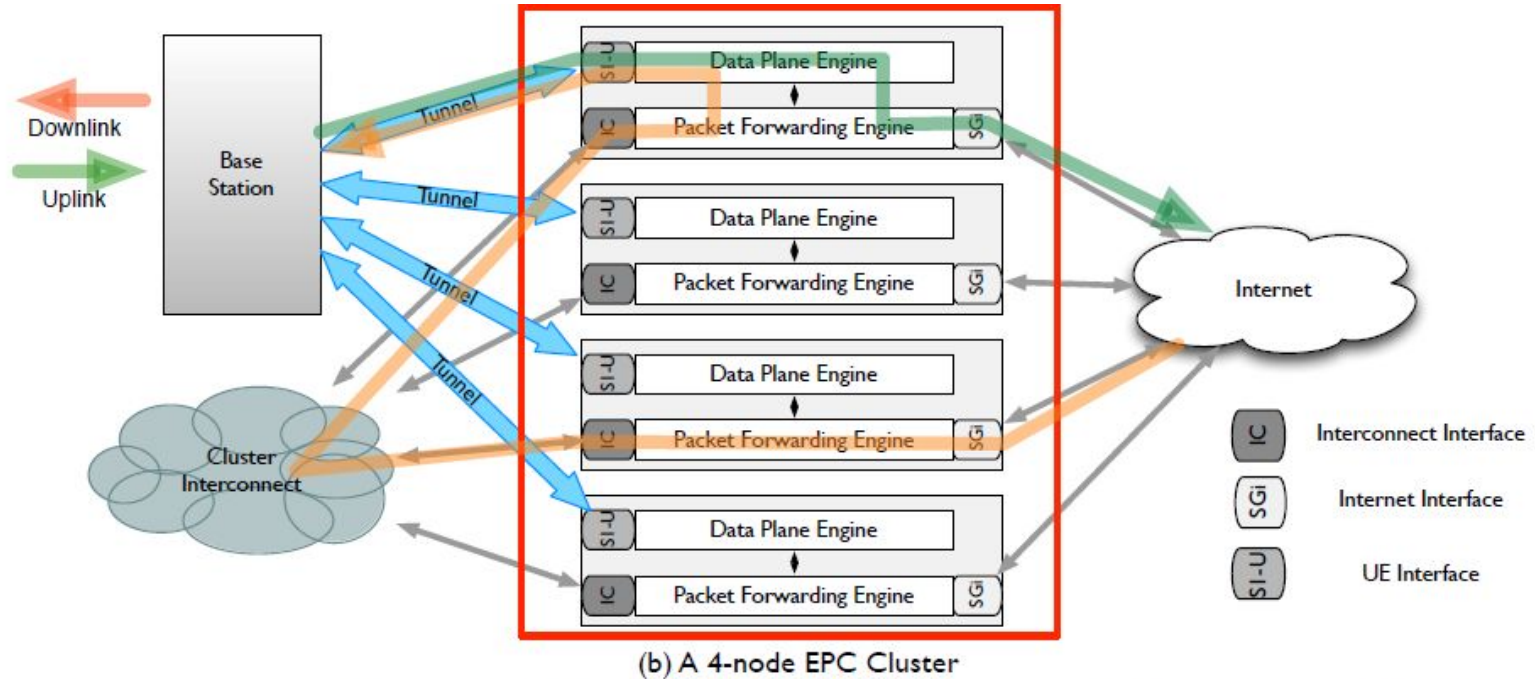 Downlink
Uplink
Base
Station
Tunnel
Tunnel
Tunnel
Tunnel
Cluster
Interconnect
S1-U
Data Plane Engine
IC
Packet Forwarding Engine
SGi
S1-U
Data Plane Engine
IC
Packet Forwarding Engine
SGi
S1-U
Data Plane Engine
IC
Packet Forwarding Engine
SGi
S1-U
Data Plane Engine
IC
Packet Forwarding Engine
SGi
Internet
IC
Interconnect Interface
SGi
Internet Interface
S1-U
UE Interface
(b) A 4-node EPC Cluster